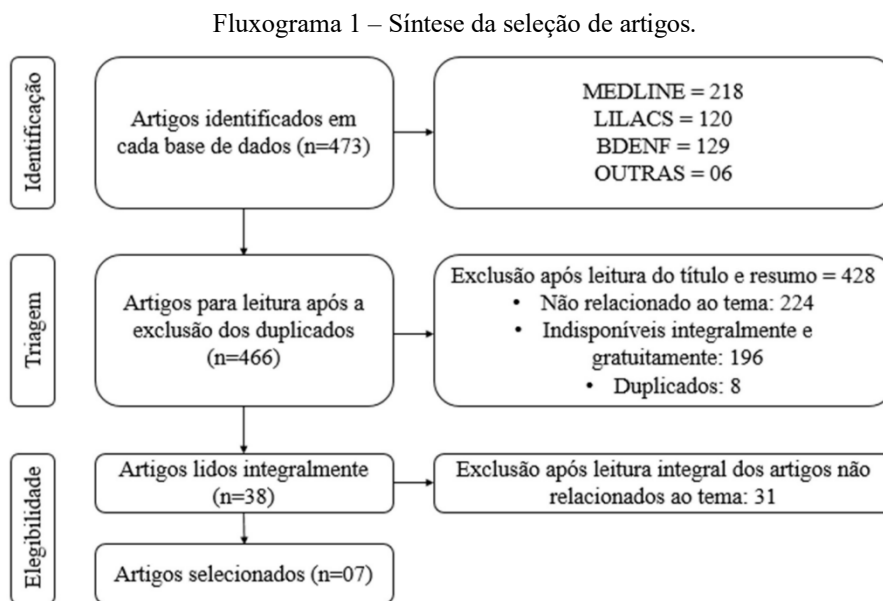 Fluxograma 1 – Síntese da seleção de artigos.
Identificação
Artigos identificados em
cada base de dados (n=473)
MEDLINE = 218
LILACS = 120
BDENF = 129
OUTRAS = 06
Triagem
Artigos para leitura após a
exclusão dos duplicados
(n=466)
Exclusão após leitura do título e resumo = 428
• Não relacionado ao tema: 224
• Indisponíveis integralmente e
gratuitamente: 196
• Duplicados: 8
Elegibilidade
Artigos lidos integralmente
(n=38)
Exclusão após leitura integral dos artigos não
relacionados ao tema: 31
Artigos selecionados (n=07)